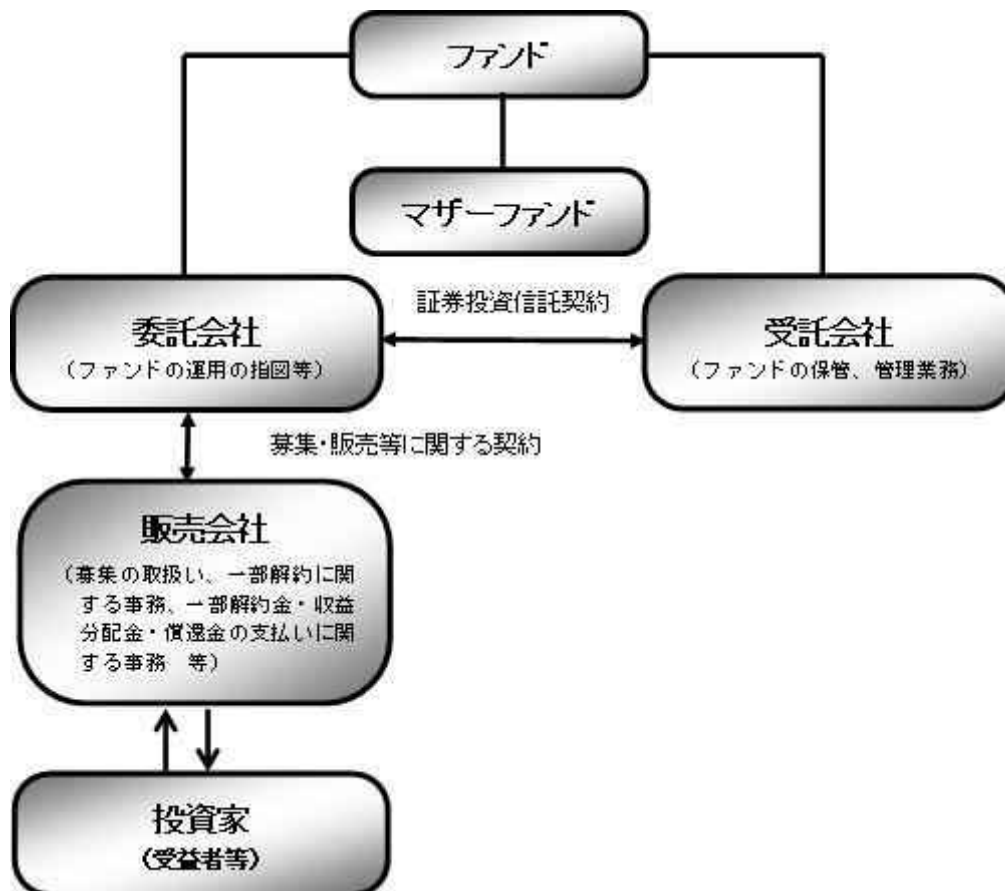 ファンド
マザーファンド
証券投資信託契約
委託会社
(ファンドの運用の指図等)
受託会社
(ファンドの保管、管理業務)
募集・販売等に関する契約
販売会社
(募集の取扱い、一部解約に関
する事務、一部解約金・収益
分配金・償還金の支払いに関
する事務 等)
投資家
(受益者等)